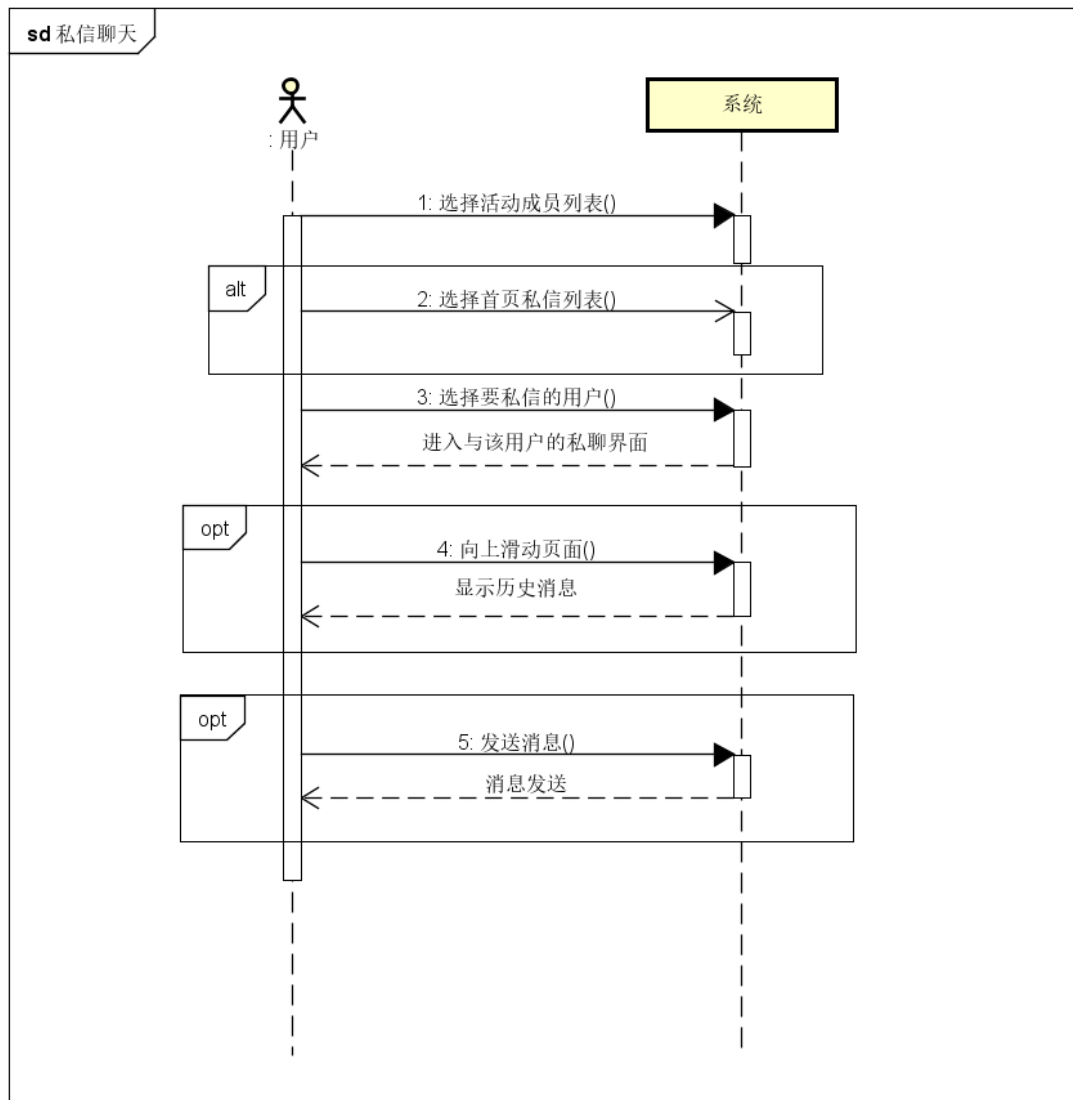 sd 私信聊天
系统
: 用户
1: 选择活动成员列表()
alt
2: 选择首页私信列表()
3: 选择要私信的用户()
进入与该用户的私聊界面
opt
4: 向上滑动页面()
显示历史消息
opt
5: 发送消息()
消息发送